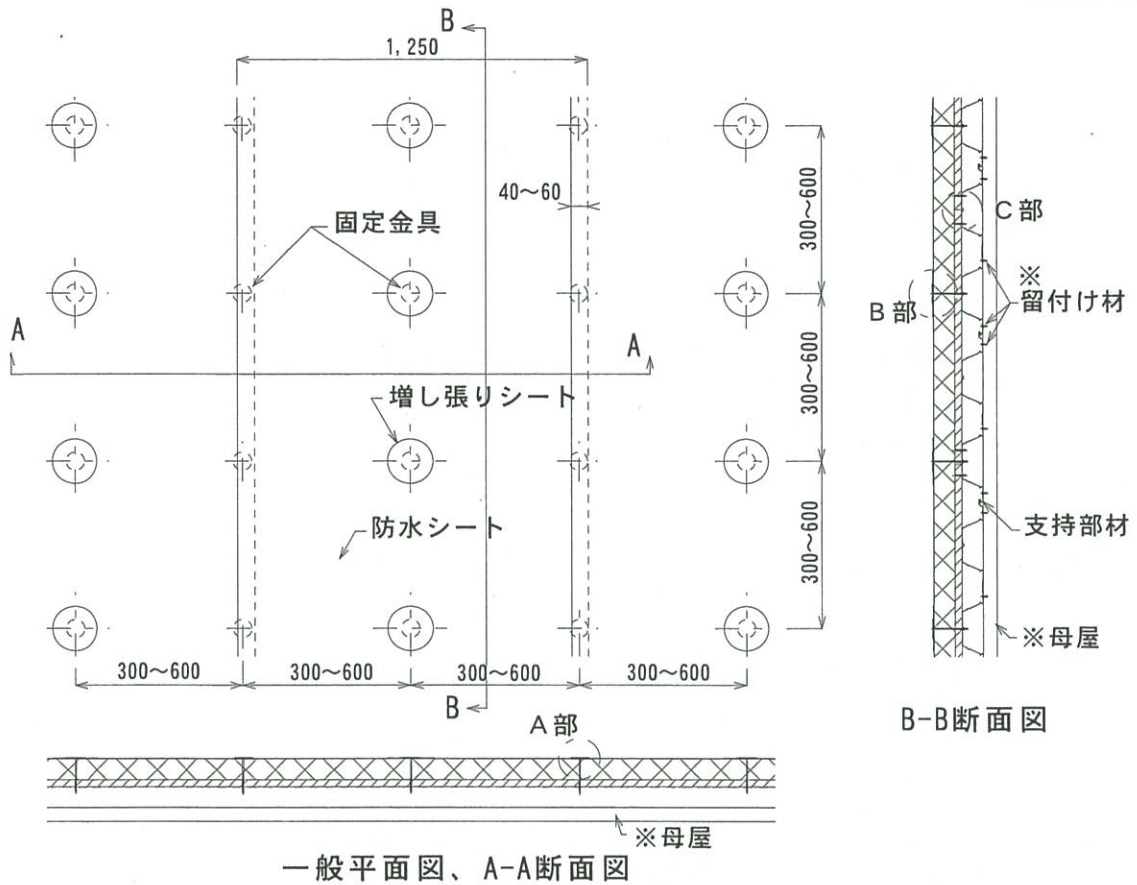 B
1,250
40～60
固定金具
300～600
C部
※
留付け材
B部
A
A
300～600
増し張りシート
防水シート
300～600
支持部材
※母屋
300～600
300～600
300～600
300～600
B
A部
B-B断面図
※母屋
一般平面図、A-A断面図